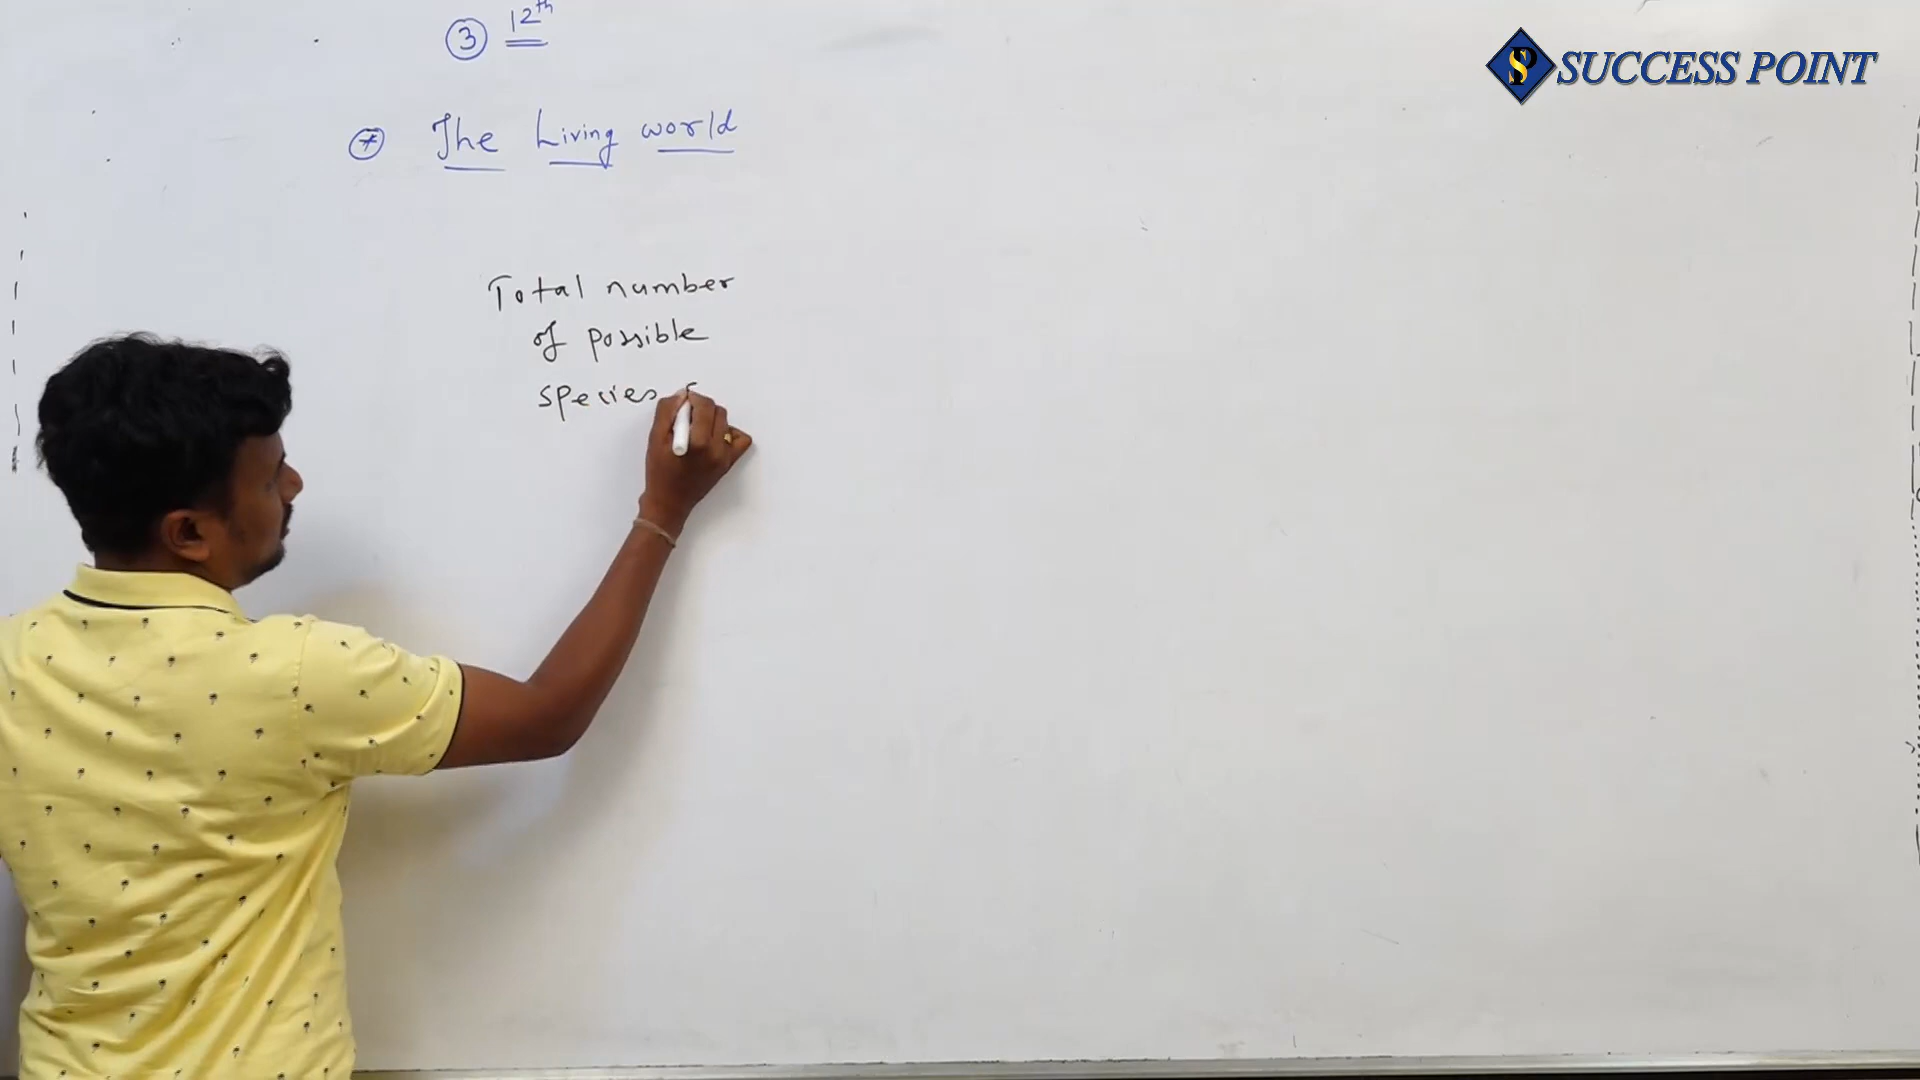 ③ 12th
SUCCESS POINT
* The Living world
Total number
of possible
species